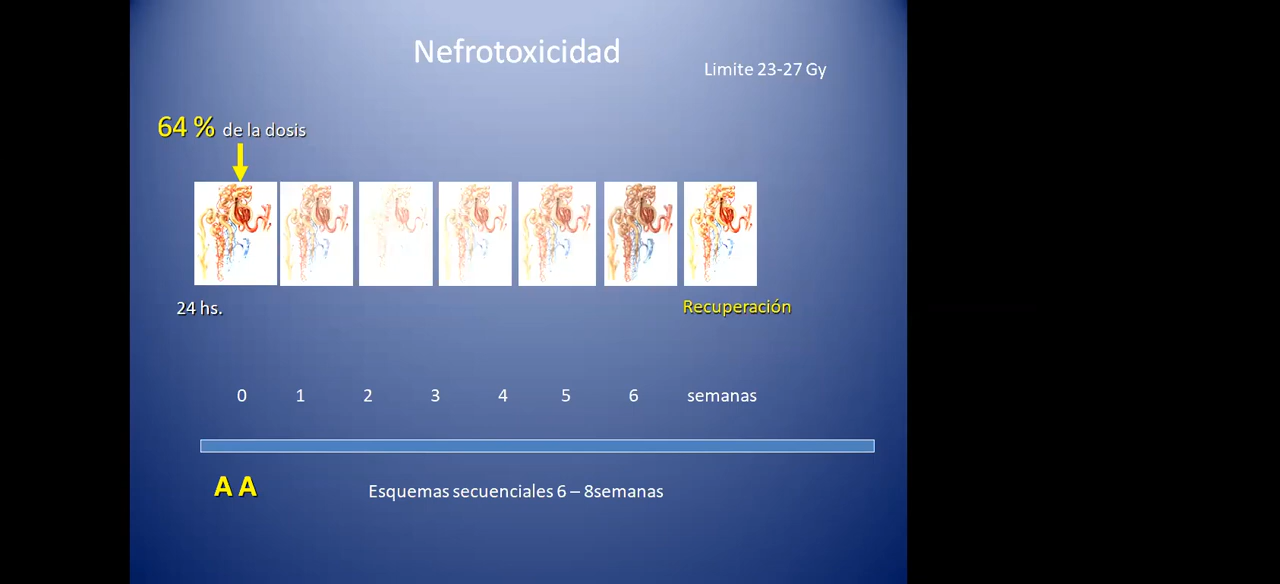 Nefrotoxicidad
Limite 23-27 Gy
64 % de la dosis
24 hs.
Recuperación
0 1 2 3 4 5 6 semanas
A A
Esquemas secuenciales 6 – 8semanas